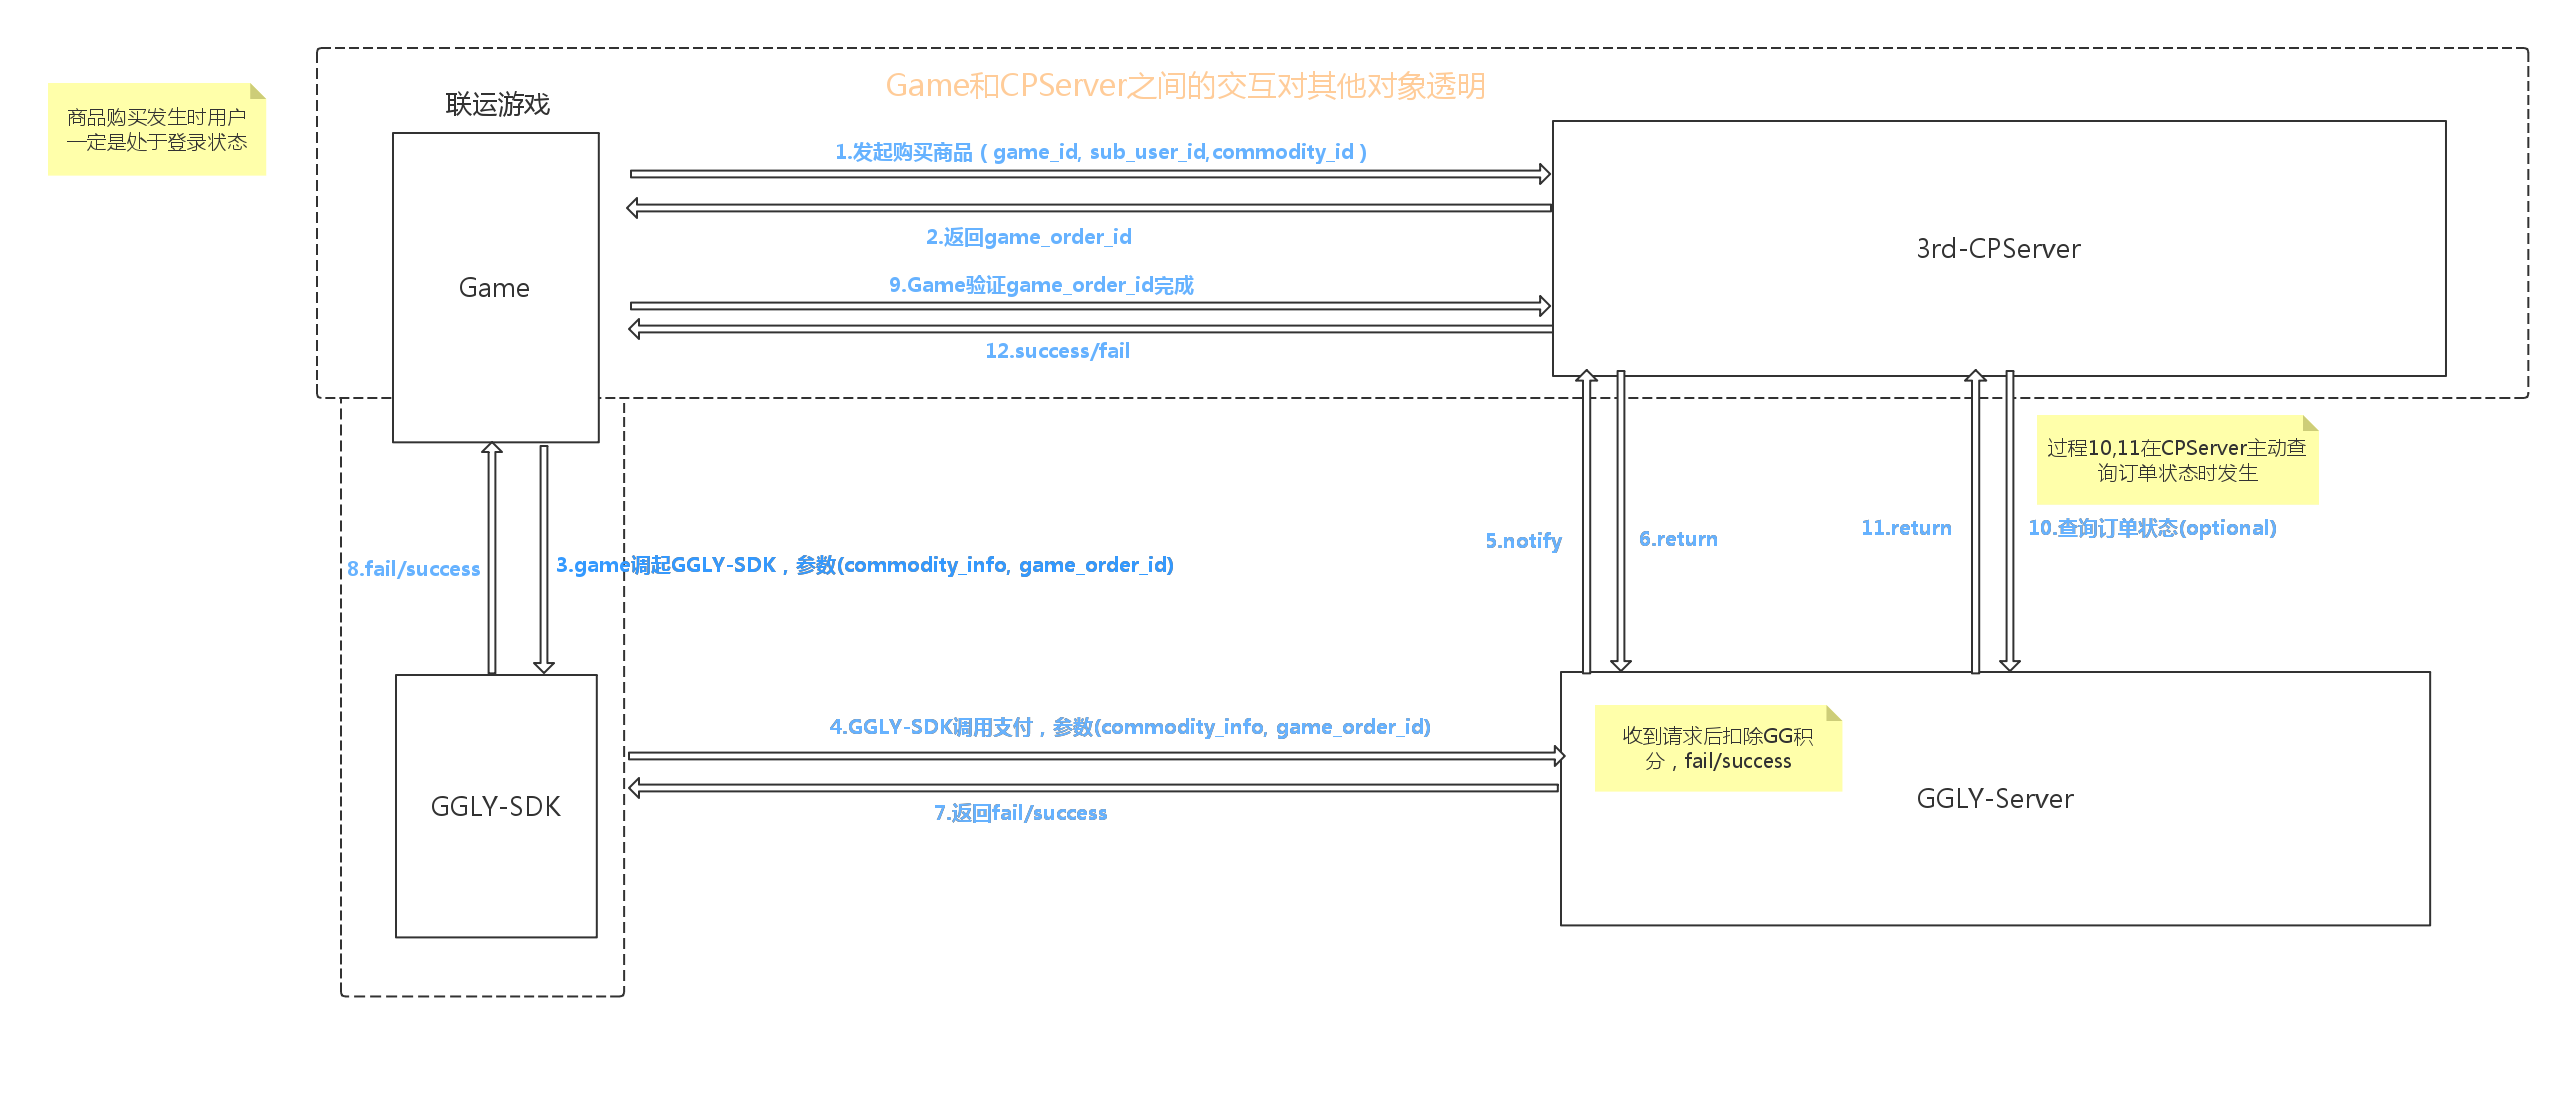 Game和CPServer之间的交互对其他对象透明
商品购买发生时用户
一定是处于登录状态
联运游戏
1.发起购买商品（game_id, sub_user_id,commodity_id）
2.返回game_order_id
3rd-CPServer
Game
9.Game验证game_order_id完成
12.success/fail
过程10,11在CPServer主动查
询订单状态时发生
5.notify
6.return
11.return
10.查询订单状态(optional)
8.fail/success
3.game调起GGLY-SDK，参数(commodity_info, game_order_id)
4.GGLY-SDK调用支付，参数(commodity_info, game_order_id)
收到请求后扣除GG积
分，fail/success
GGLY-SDK
7.返回fail/success
GGLY-Server